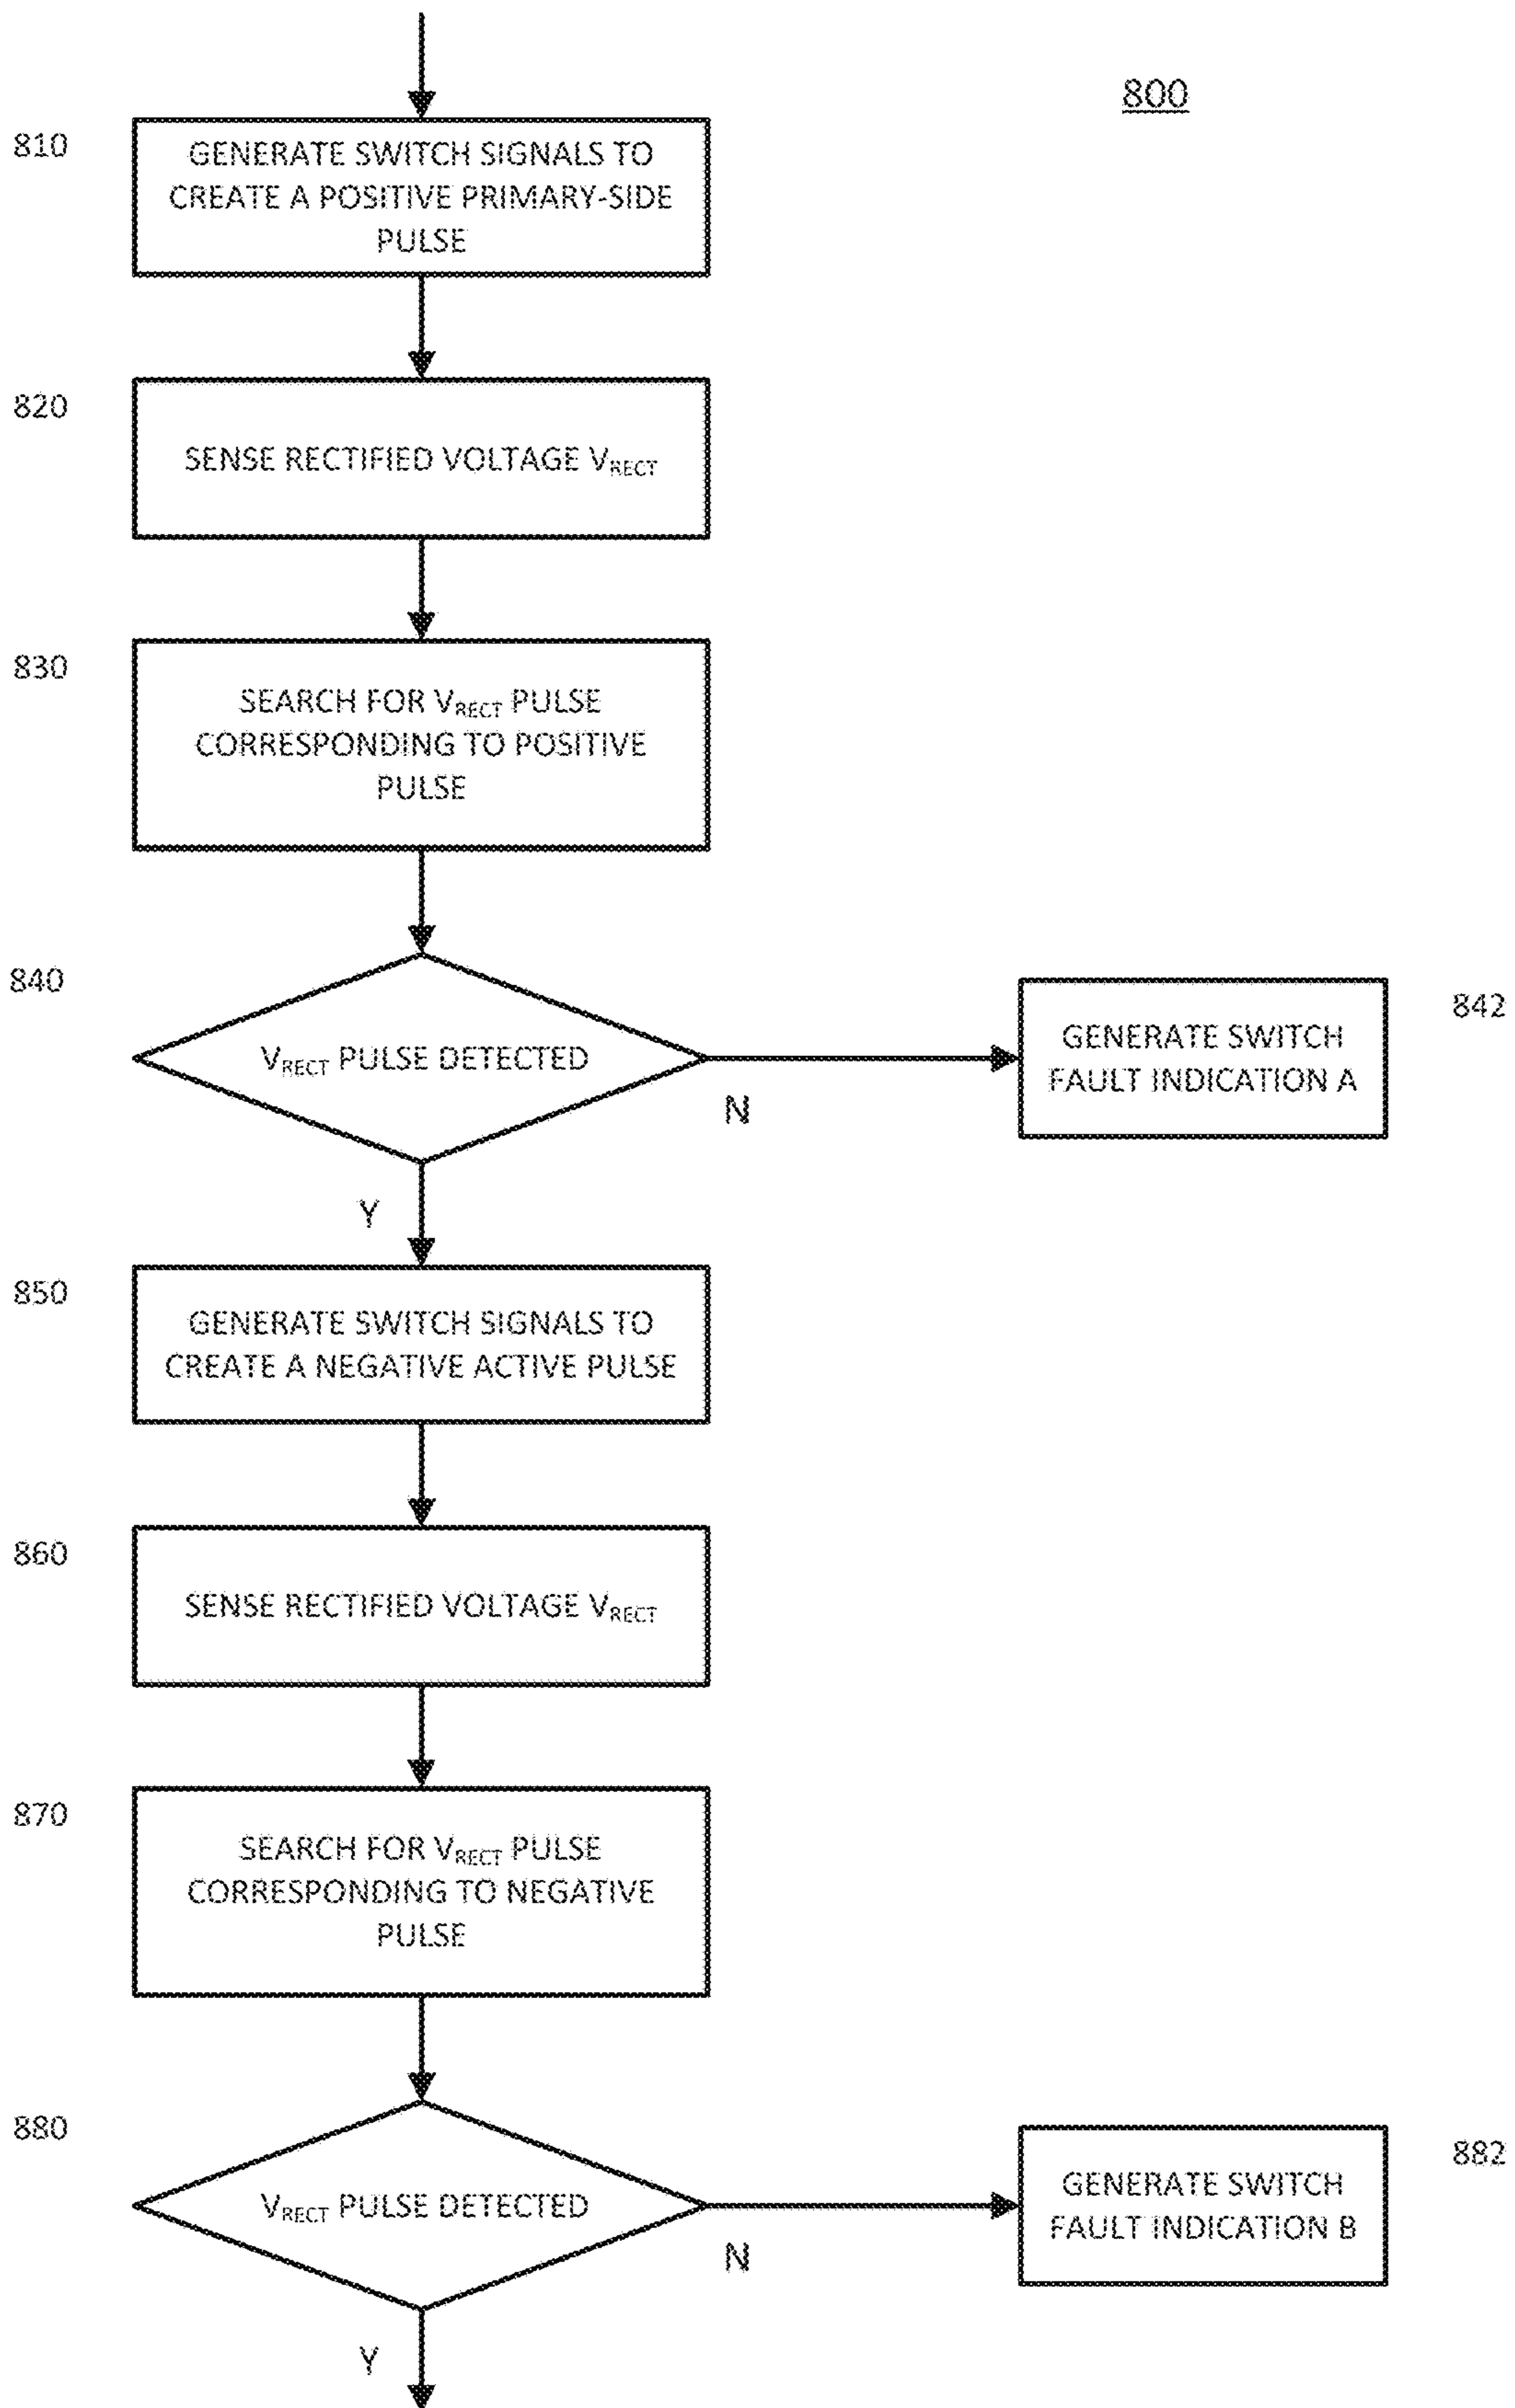 800
810
GENERATE SWITCH SIGNALS TO
CREATE A POSITIVE PRIMARY-SIDE
PULSE
820
SENSE RECTIFIED VOLTAGE VRECT
830
SEARCH FOR VRECT PULSE
CORRESPONDING TO POSITIVE
PULSE
840
VRECT PULSE DETECTED
N
842
GENERATE SWITCH
FAULT INDICATION A
Y
850
GENERATE SWITCH SIGNALS TO
CREATE A NEGATIVE ACTIVE PULSE
860
SENSE RECTIFIED VOLTAGE VRECT
870
SEARCH FOR VRECT PULSE
CORRESPONDING TO NEGATIVE
PULSE
880
VRECT PULSE DETECTED
N
882
GENERATE SWITCH
FAULT INDICATION B
Y